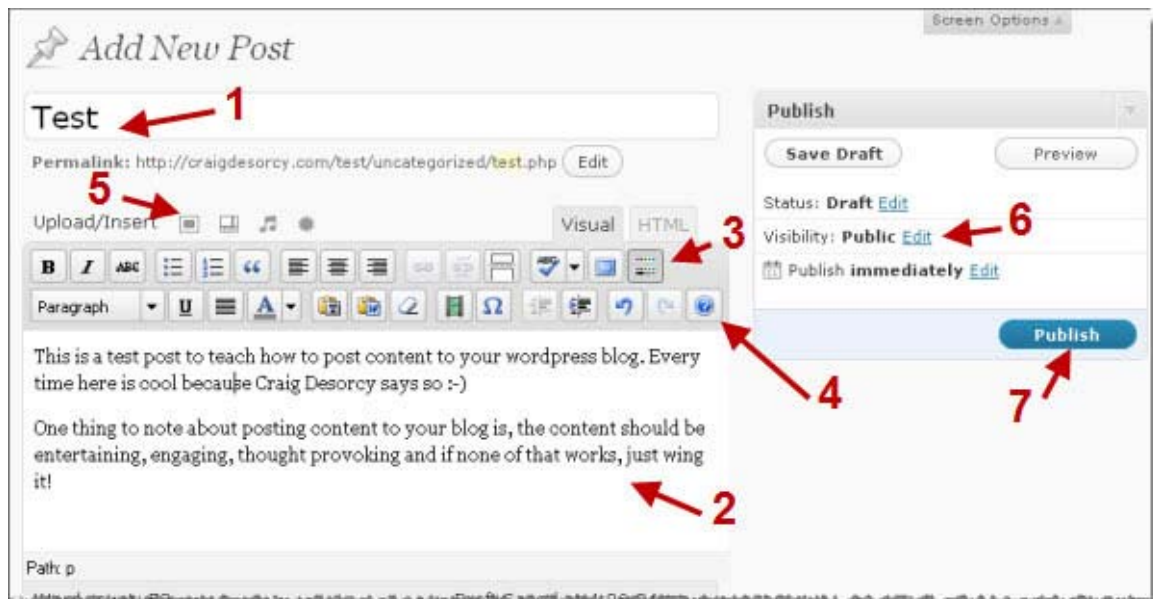 Screen Options
Add New Post
Test
1
Permalink: http://craigdesorcy.com/test/uncategorized/test.php Edit
5
Upload/Insert
Visual HTML
3
B I ABC
ABC
Paragraph U A Ω
This is a test post to teach how to post content to your wordpress blog. Every
time here is cool because Craig Desorcy says so :-)
One thing to note about posting content to your blog is, the content should be
entertaining, engaging, thought provoking and if none of that works, just wing
it!
4
2
Path: p
Publish
Save Draft Preview
Status: Draft Edit
6
Visibility: Public Edit
Publish immediately Edit
Publish
7